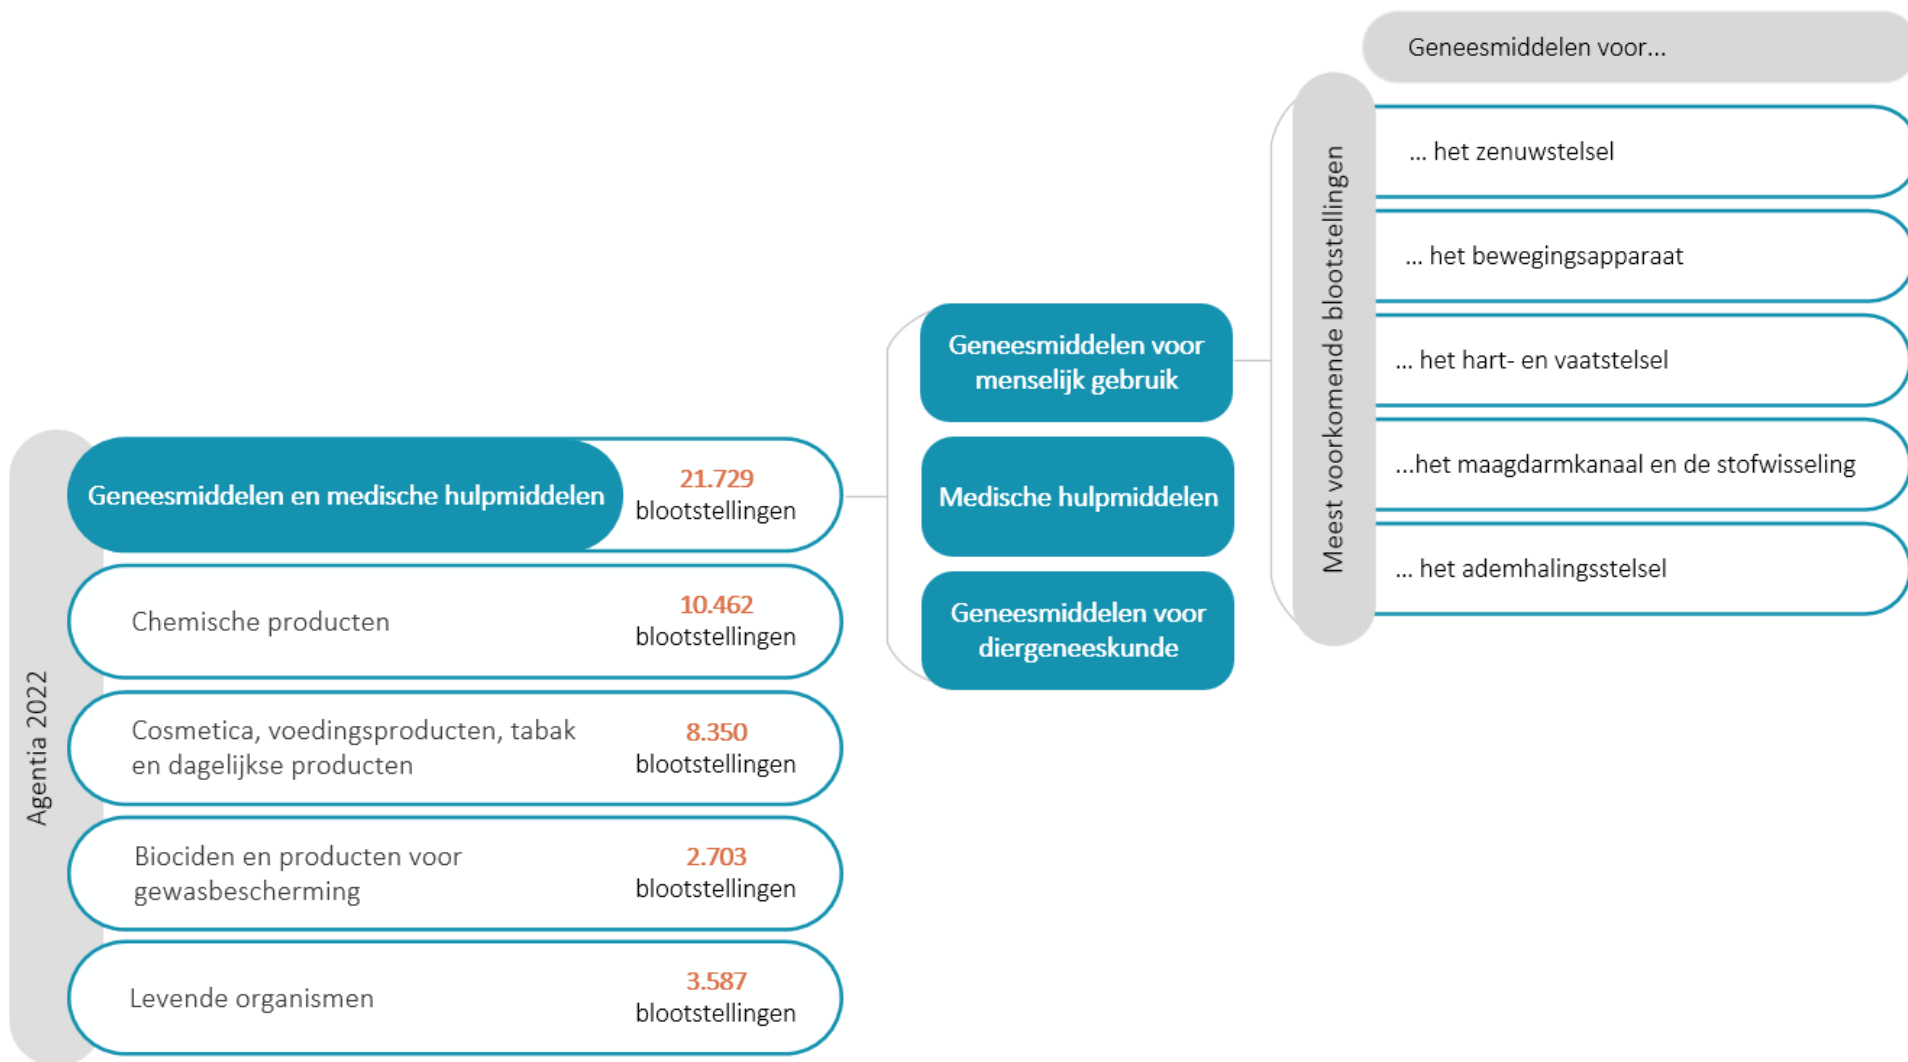 Agentia 2022
Geneesmiddelen en medische hulpmiddelen
21.729
blootstellingen
Chemische producten
10.462
blootstellingen
Cosmetica, voedingsproducten, tabak
en dagelijkse producten
8.350
blootstellingen
Biociden en producten voor
gewasbescherming
2.703
blootstellingen
Levende organismen
3.587
blootstellingen
Geneesmiddelen voor
menselijk gebruik
Medische hulpmiddelen
Geneesmiddelen voor
diergeneeskunde
Meest voorkomende blootstellingen
Geneesmiddelen voor...
... het zenuwstelsel
... het bewegingsapparaat
... het hart- en vaatstelsel
...het maagdarmkanaal en de stofwisseling
... het ademhalingsstelsel